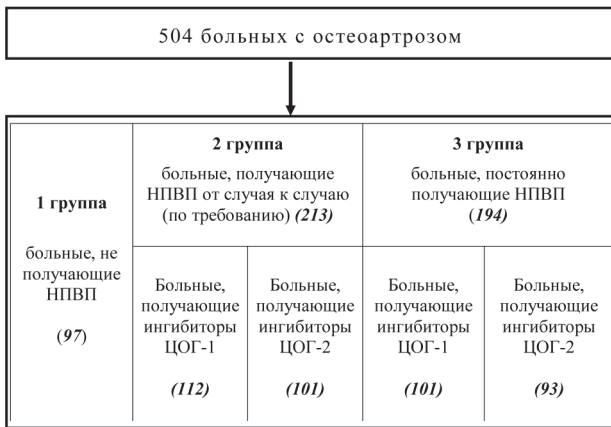 504 больных с остеоартрозом
1 группа
больные, не
получающие
НПВП
(97)
2 группа
больные, получающие
НПВП от случая к случаю
(по требованию) (213)
Больные,
получающие
ингибиторы
ЦОГ-1
(112)
Больные,
получающие
ингибиторы
ЦОГ-2
(101)
3 группа
больные, постоянно
получающие НПВП
(194)
Больные,
получающие
ингибиторы
ЦОГ-1
(101)
Больные,
получающие
ингибиторы
ЦОГ-2
(93)